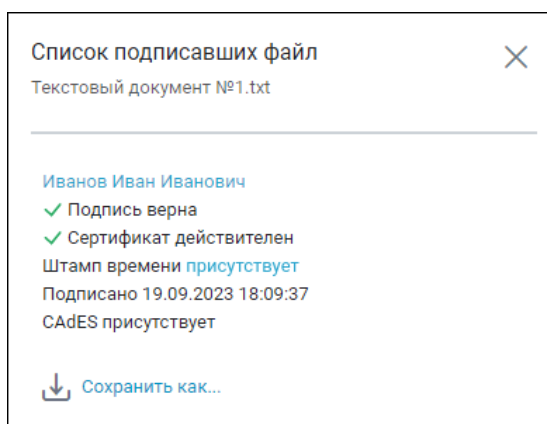 Список подписавших файл
Текстовый документ №1.txt
Иванов Иван Иванович
Подпись верна
Сертификат действителен
Штамп времени присутствует
Подписано 19.09.2023 18:09:37
CAdES присутствует
Сохранить как...